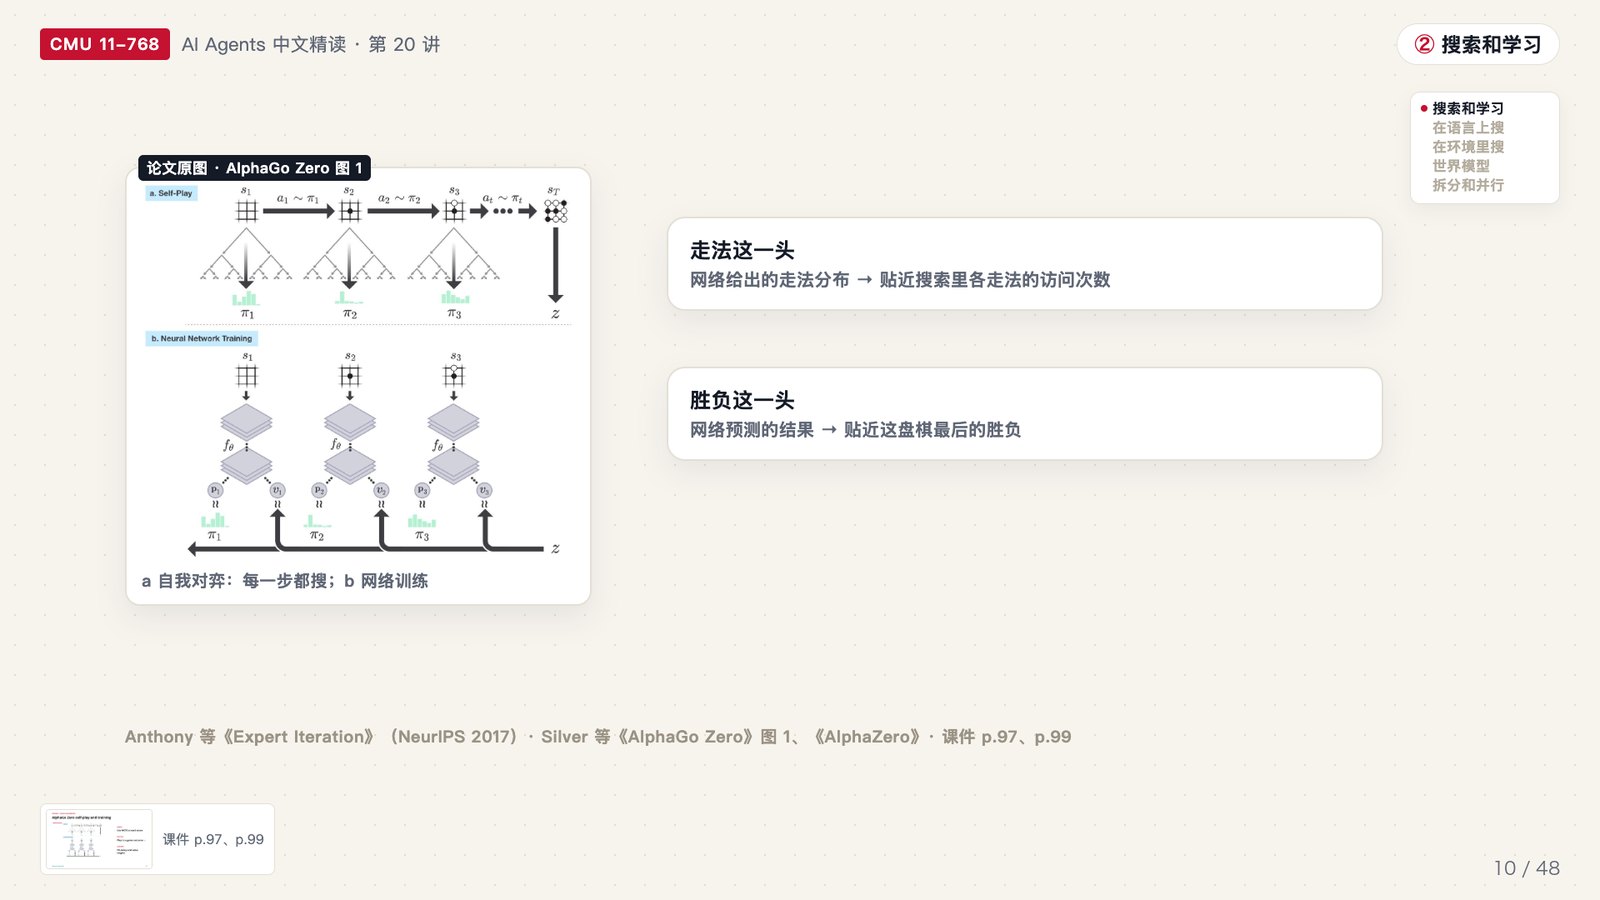 CMU 11-768 AI Agents 中文精读 · 第 20 讲
② 搜索和学习
搜索和学习
在语言上搜
在环境里搜
世界模型
拆分和并行
论文原图 · AlphaGo Zero 图 1
a. Self-Play
s₁ a₁ ~ π₁ s₂ a₂ ~ π₂ s₃ aₜ ~ πₜ s_T
π₁ π₂ π₃ z
b. Neural Network Training
s₁ s₂ s₃
f_θ f_θ f_θ
p₁ v₁ p₂ v₂ p₃ v₃
π₁ π₂ π₃ z
a 自我对弈：每一步都搜；b 网络训练
走法这一头
网络给出的走法分布 → 贴近搜索里各走法的访问次数
胜负这一头
网络预测的结果 → 贴近这盘棋最后的胜负
Anthony 等《Expert Iteration》（NeurIPS 2017）· Silver 等《AlphaGo Zero》图 1、《AlphaZero》· 课件 p.97、p.99
课件 p.97、p.99
10 / 48